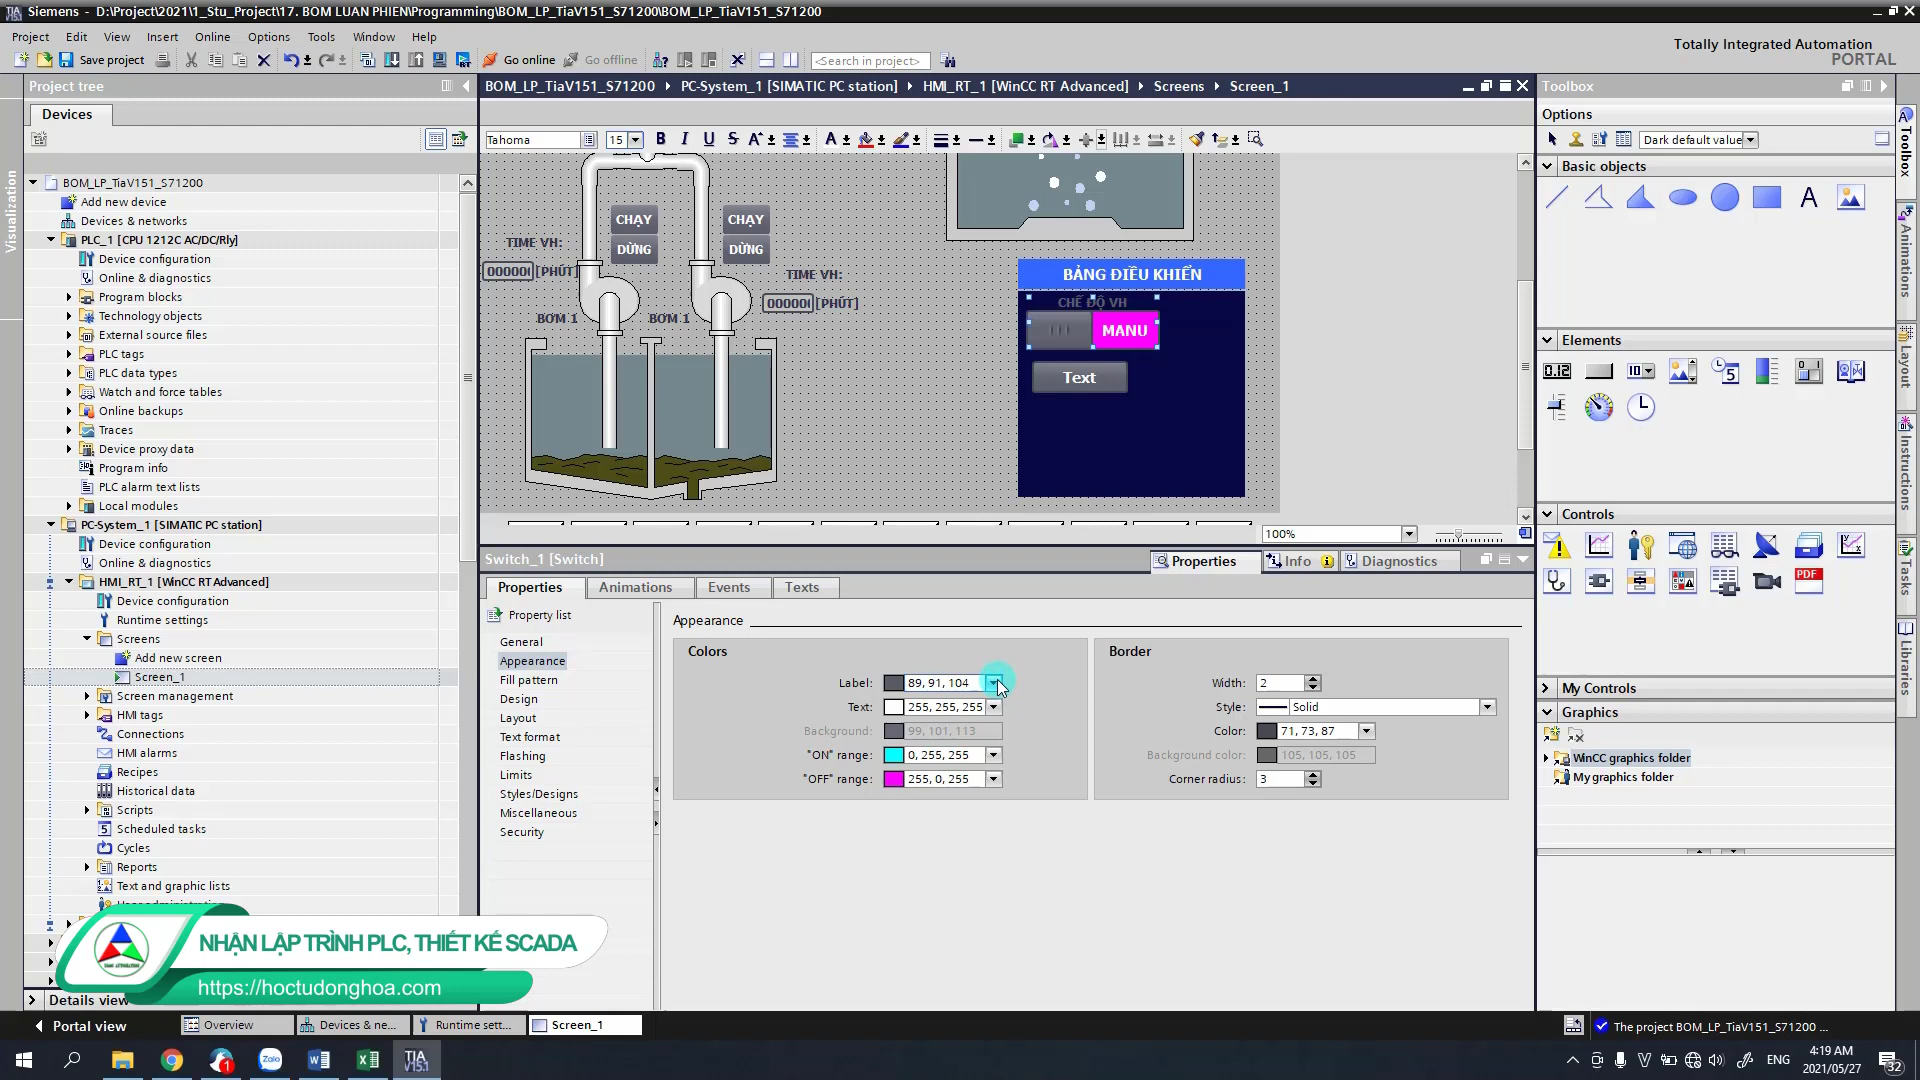 Siemens - D:\Project\2021\1_Stu_Project\17. BOM LUAN PHIEN\Programming\BOM_LP_TiaV151_S71200\BOM_LP_TiaV151_S71200
Project Edit View Insert Online Options Tools Window Help
Totally Integrated Automation
PORTAL
Save project
Go online
Go offline
<Search in project>
Project tree
BOM_LP_TiaV151_S71200 PC-System_1 [SIMATIC PC station] HMI_RT_1 [WinCC RT Advanced] Screens Screen_1
Toolbox
Devices
Options
Tahoma 15
Dark default value
Basic objects
BOM_LP_TiaV151_S71200
Add new device
Devices & networks
PLC_1 [CPU 1212C AC/DC/Rly]
Device configuration
Online & diagnostics
Program blocks
Technology objects
External source files
PLC tags
PLC data types
Watch and force tables
Online backups
Traces
Device proxy data
Program info
PLC alarm text lists
Local modules
PC-System_1 [SIMATIC PC station]
Device configuration
Online & diagnostics
HMI_RT_1 [WinCC RT Advanced]
Device configuration
Runtime settings
Screens
Add new screen
Screen_1
Screen management
HMI tags
Connections
HMI alarms
Recipes
Historical data
Scripts
Scheduled tasks
Cycles
Reports
Text and graphic lists
Details view
Visualization
CHẠY CHẠY
DỪNG DỪNG
TIME VH:
000000 [PHÚT]
TIME VH:
000000 [PHÚT]
BƠM 1 BƠM 1
BẢNG ĐIỀU KHIỂN
CHẾ ĐỘ VH
MANU
Text
100%
Switch_1 [Switch]
Properties Info Diagnostics
Properties Animations Events Texts
Property list
General
Appearance
Fill pattern
Design
Layout
Text format
Flashing
Limits
Styles/Designs
Miscellaneous
Security
Appearance
Colors
Label: 89, 91, 104
Text: 255, 255, 255
Background: 99, 101, 113
"ON" range: 0, 255, 255
"OFF" range: 255, 0, 255
Border
Width: 2
Style: Solid
Color: 71, 73, 87
Background color: 105, 105, 105
Corner radius: 3
Elements
Controls
My Controls
Graphics
WinCC graphics folder
My graphics folder
Toolbox
Animations
Layout
Instructions
Tasks
Libraries
NHẬN LẬP TRÌNH PLC, THIẾT KẾ SCADA
https://hoctudonghoa.com
Portal view Overview Devices & ne... Runtime sett... Screen_1
The project BOM_LP_TiaV151_S71200 ...
ENG
4:19 AM
2021/05/27
32